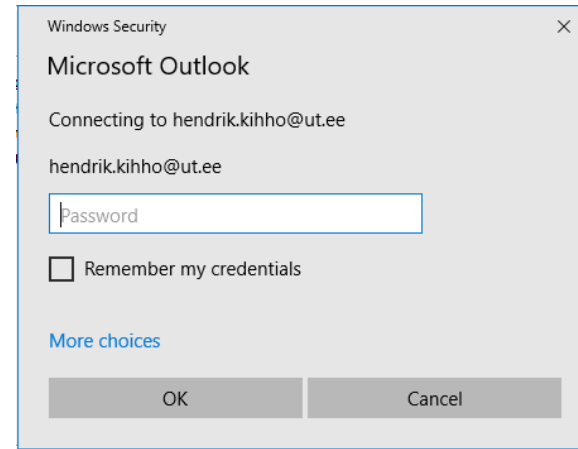 Windows Security
Microsoft Outlook
Connecting to hendrik.kihho@ut.ee
hendrik.kihho@ut.ee
Password
Remember my credentials
More choices
OK
Cancel